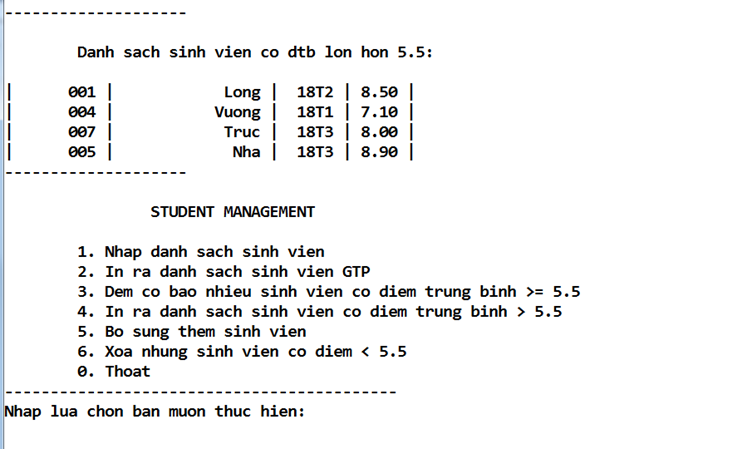 --------------------
Danh sach sinh vien co dtb lon hon 5.5:
|      001 |            Long |  18T2 | 8.50 |
|      004 |           Vuong |  18T1 | 7.10 |
|      007 |            Truc |  18T3 | 8.00 |
|      005 |             Nha |  18T3 | 8.90 |
--------------------
STUDENT MANAGEMENT
1. Nhap danh sach sinh vien
2. In ra danh sach sinh vien GTP
3. Dem co bao nhieu sinh vien co diem trung binh >= 5.5
4. In ra danh sach sinh vien co diem trung binh > 5.5
5. Bo sung them sinh vien
6. Xoa nhung sinh vien co diem < 5.5
0. Thoat
-------------------------------------------
Nhap lua chon ban muon thuc hien: